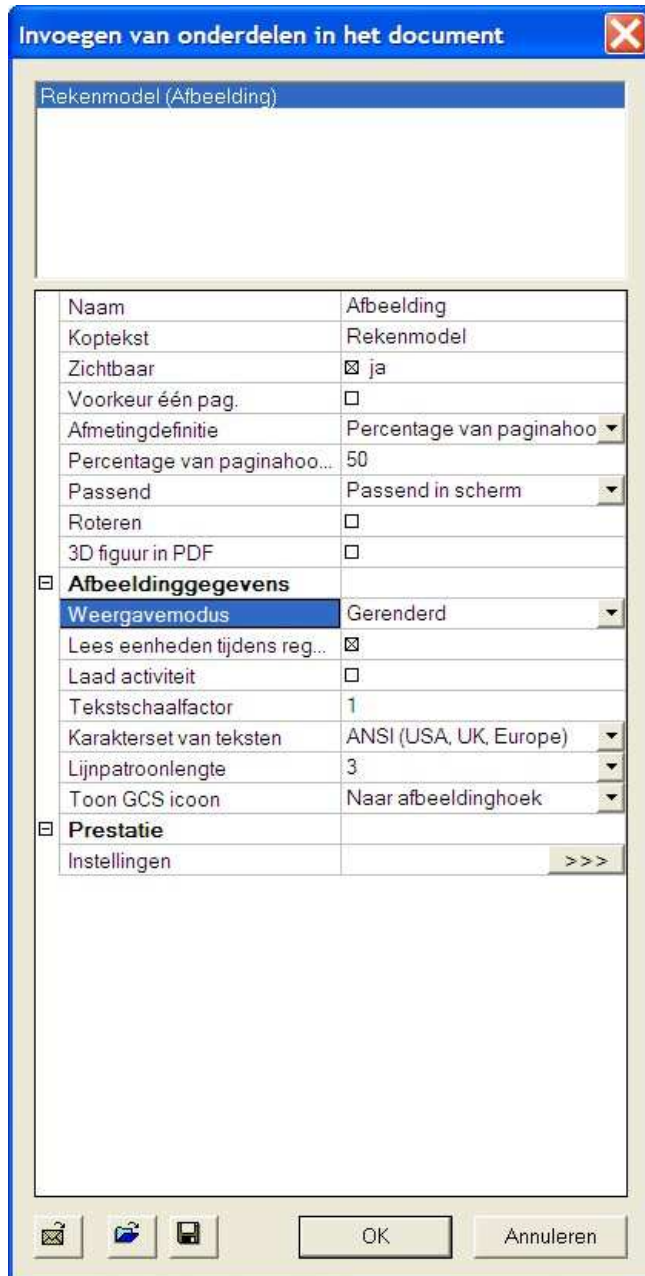 Invoegen van onderdelen in het document
Rekenmodel (Afbeelding)
Naam Afbeelding
Koptekst Rekenmodel
Zichtbaar ja
Voorkeur één pag.
Afmetingdefinitie Percentage van paginahoo
Percentage van paginahoo... 50
Passend Passend in scherm
Roteren
3D figuur in PDF
Afbeeldinggegevens
Weergavemodus Gerenderd
Lees eenheden tijdens reg...
Laad activiteit
Tekstschaalfactor 1
Karakterset van teksten ANSI (USA, UK, Europe)
Lijnpatroonlengte 3
Toon GCS icoon Naar afbeeldinghoek
Prestatie
Instellingen >>>
OK Annuleren